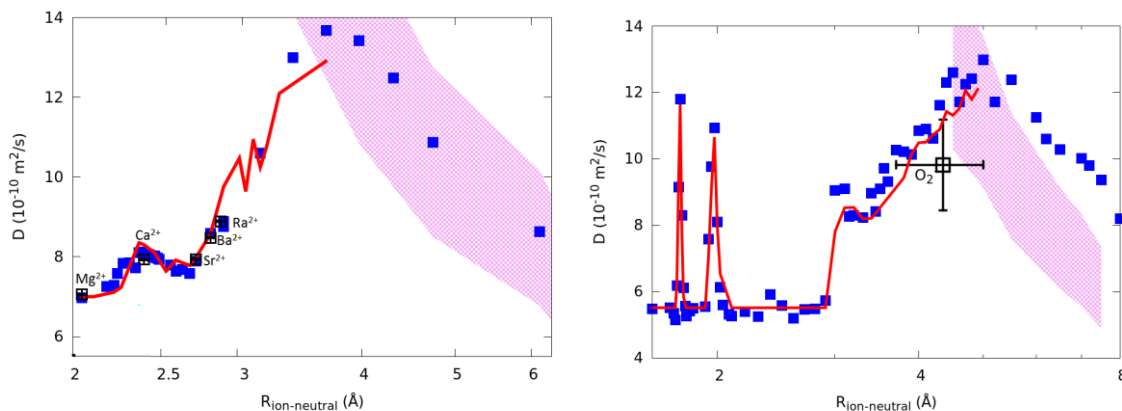 14
12
10
8
6
D (10⁻¹⁰ m²/s)
Mg²⁺
Ca²⁺
Sr²⁺
Ba²⁺
Ra²⁺
2 2.5 3 4 5 6
R_ion-neutral (Å)
14
12
10
8
6
4
D (10⁻¹⁰ m²/s)
O₂
2 4 8
R_ion-neutral (Å)